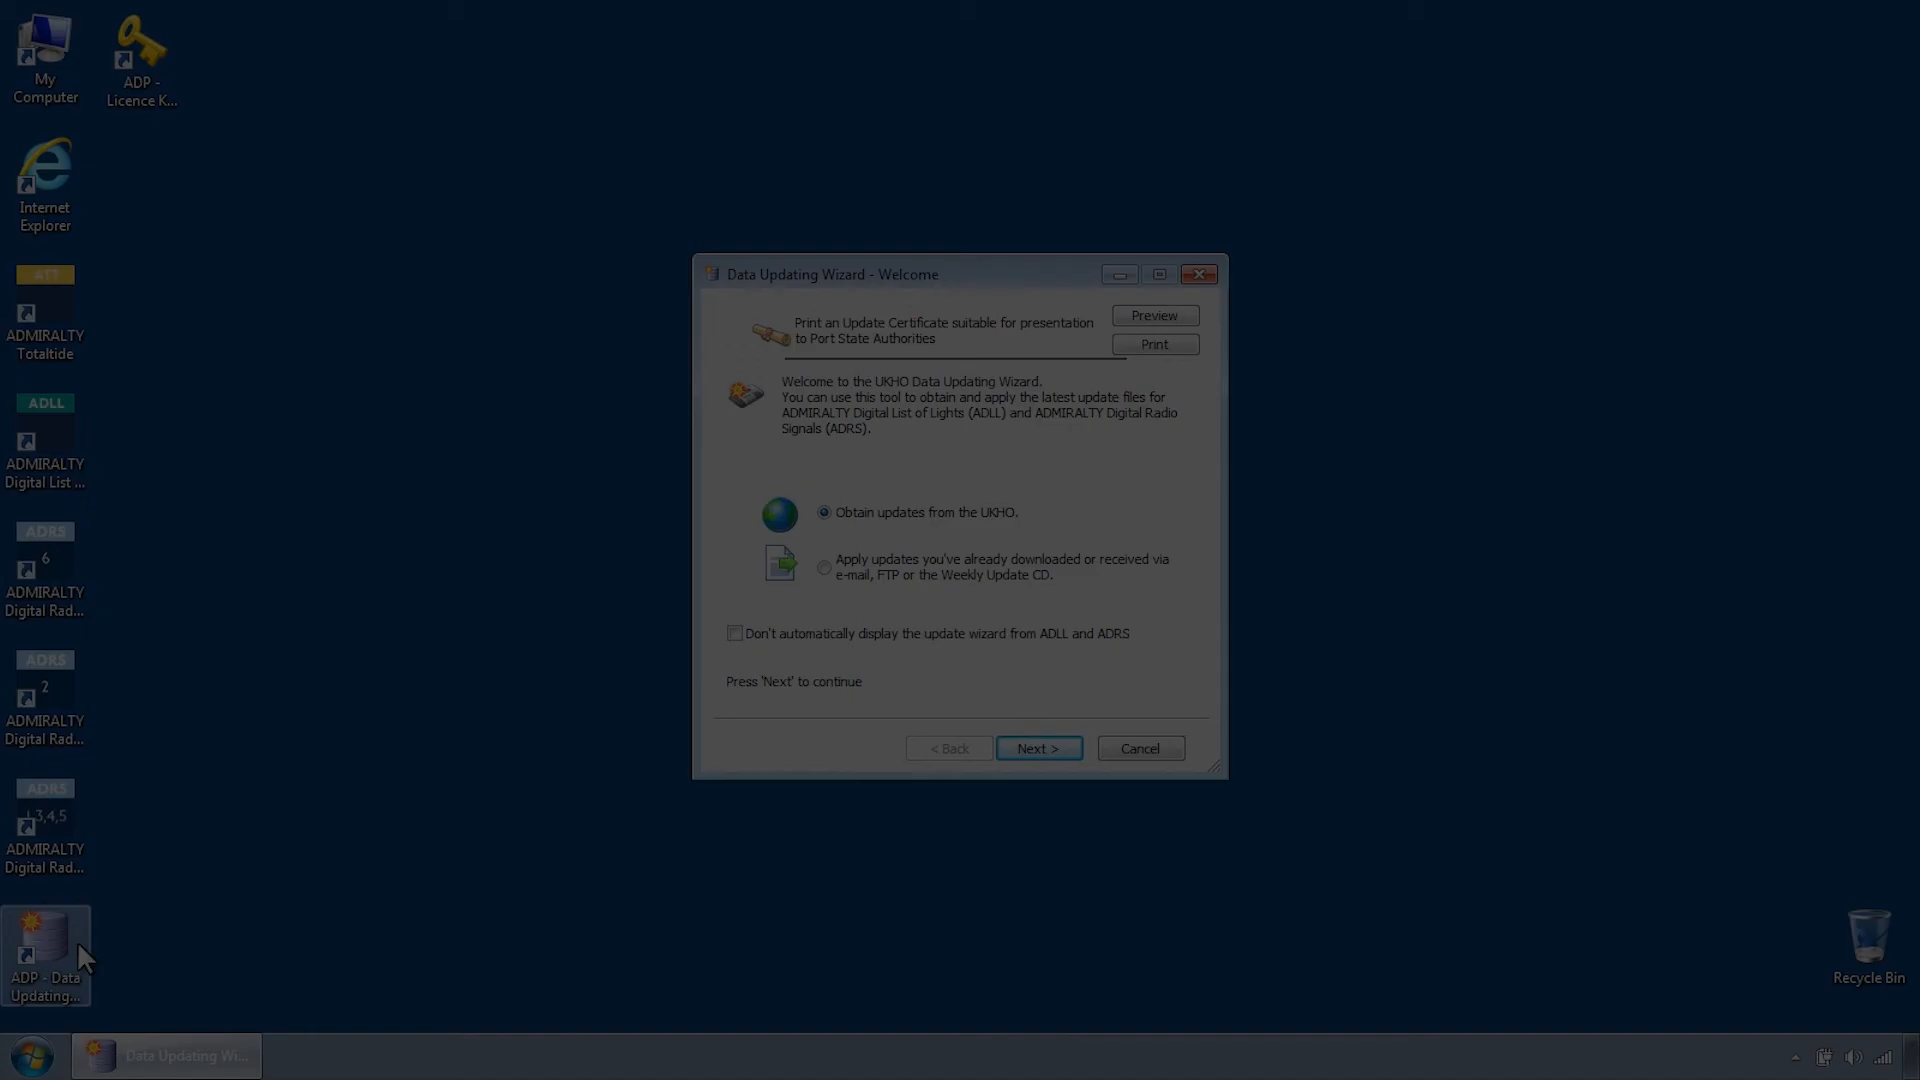 My
Computer
ADP -
Licence K...
Internet
Explorer
ATT
ADMIRALTY
Totaltide
ADLL
ADMIRALTY
Digital List ...
ADRS
6
ADMIRALTY
Digital Rad...
ADRS
2
ADMIRALTY
Digital Rad...
ADRS
1,3,4,5
ADMIRALTY
Digital Rad...
ADP - Data
Updating...
Data Updating Wizard - Welcome
Print an Update Certificate suitable for presentation
to Port State Authorities
Preview
Print
Welcome to the UKHO Data Updating Wizard.
You can use this tool to obtain and apply the latest update files for
ADMIRALTY Digital List of Lights (ADLL) and ADMIRALTY Digital Radio
Signals (ADRS).
Obtain updates from the UKHO.
Apply updates you've already downloaded or received via
e-mail, FTP or the Weekly Update CD.
Don't automatically display the update wizard from ADLL and ADRS
Press 'Next' to continue
< Back
Next >
Cancel
Recycle Bin
Data Updating Wi...